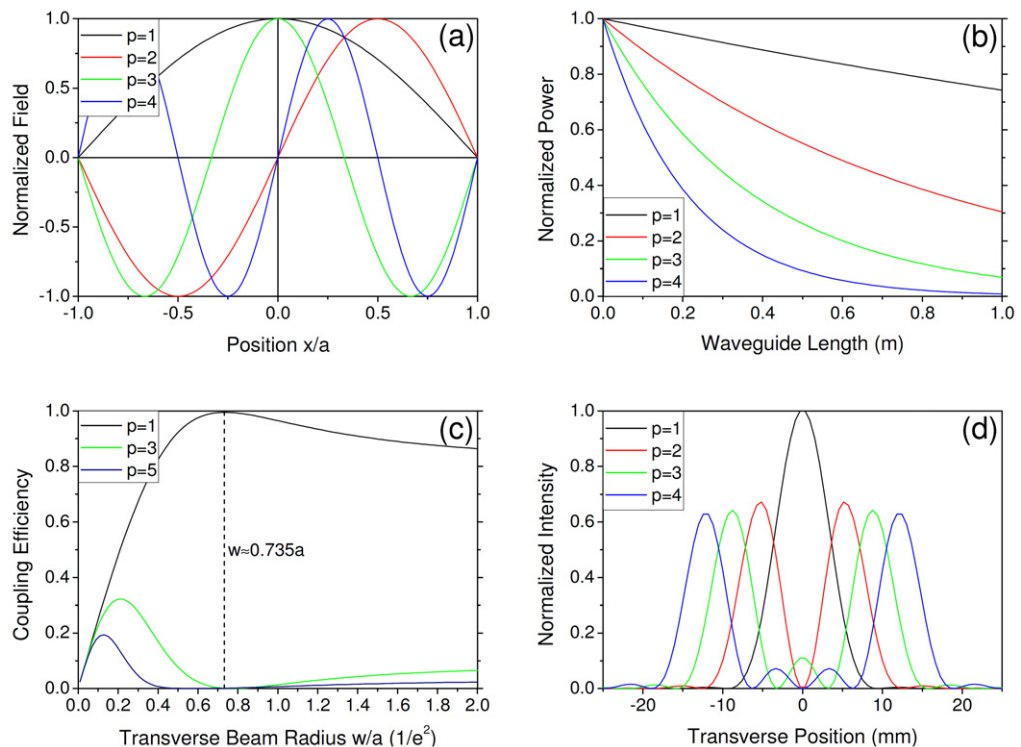 (a)
p=1
p=2
p=3
p=4
1.0
0.5
0.0
-0.5
-1.0
Normalized Field
-1.0 -0.5 0.0 0.5 1.0
Position x/a
(b)
1.0
0.8
0.6
0.4
0.2
0.0
Normalized Power
p=1
p=2
p=3
p=4
0.0 0.2 0.4 0.6 0.8 1.0
Waveguide Length (m)
(c)
p=1
p=3
p=5
1.0
0.8
0.6
0.4
0.2
0.0
Coupling Efficiency
w≈0.735a
0.0 0.2 0.4 0.6 0.8 1.0 1.2 1.4 1.6 1.8 2.0
Transverse Beam Radius w/a (1/e²)
(d)
p=1
p=2
p=3
p=4
1.0
0.8
0.6
0.4
0.2
0.0
Normalized Intensity
-20 -10 0 10 20
Transverse Position (mm)